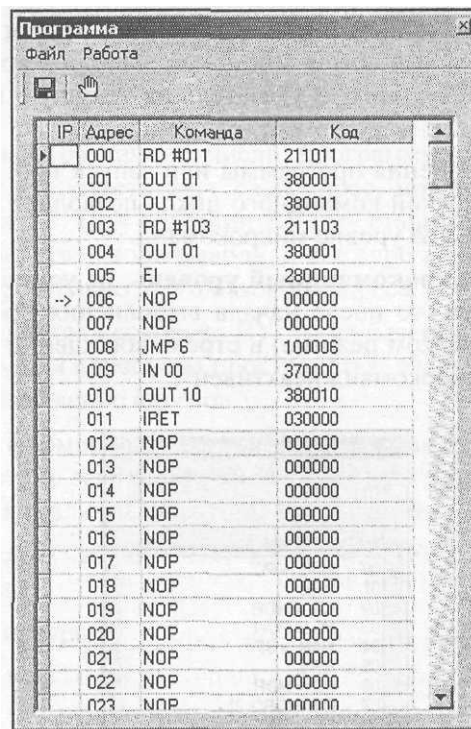 Программа
Файл Работа
IP Адрес Команда Код
000 RD #011 211011
001 OUT 01 380001
002 OUT 11 380011
003 RD #103 211103
004 OUT 01 380001
005 EI 280000
--> 006 NOP 000000
007 NOP 000000
008 JMP 6 100006
009 IN 00 370000
010 OUT 10 380010
011 IRET 030000
012 NOP 000000
013 NOP 000000
014 NOP 000000
015 NOP 000000
016 NOP 000000
017 NOP 000000
018 NOP 000000
019 NOP 000000
020 NOP 000000
021 NOP 000000
022 NOP 000000
023 NOP 000000